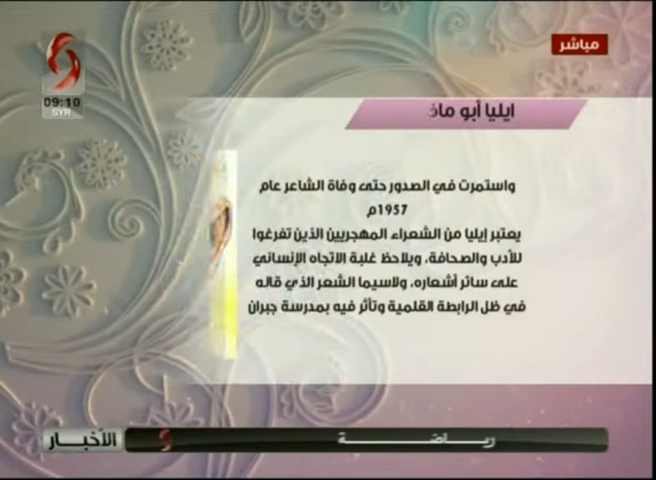 مباشر
09:10
SYR
ايليا أبو ماض
واستمرت في الصدور حتى وفاة الشاعر عام
1957م
يعتبر إيليا من الشعراء المهجريين الذين تفرغوا
للأدب والصحافة، ويلاحظ غلبة الاتجاه الإنساني
على سائر أشعاره، ولاسيما الشعر الذي قاله
في ظل الرابطة القلمية وتأثر فيه بمدرسة جبران
الأخبار
رياضة